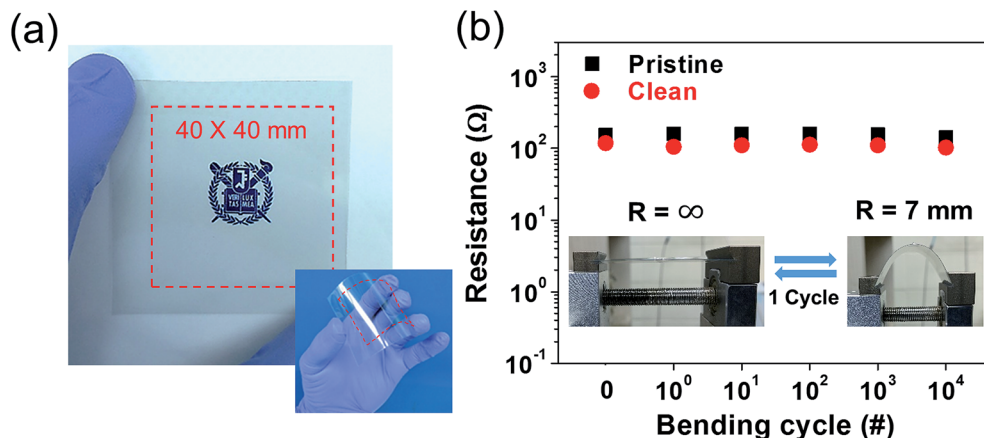 (a)
40 X 40 mm
VERI LUX
TAS MEA
(b)
Resistance (Ω)
10³
10²
10¹
10⁰
10⁻¹
Pristine
Clean
R = ∞
R = 7 mm
1 Cycle
0 10⁰ 10¹ 10² 10³ 10⁴
Bending cycle (#)